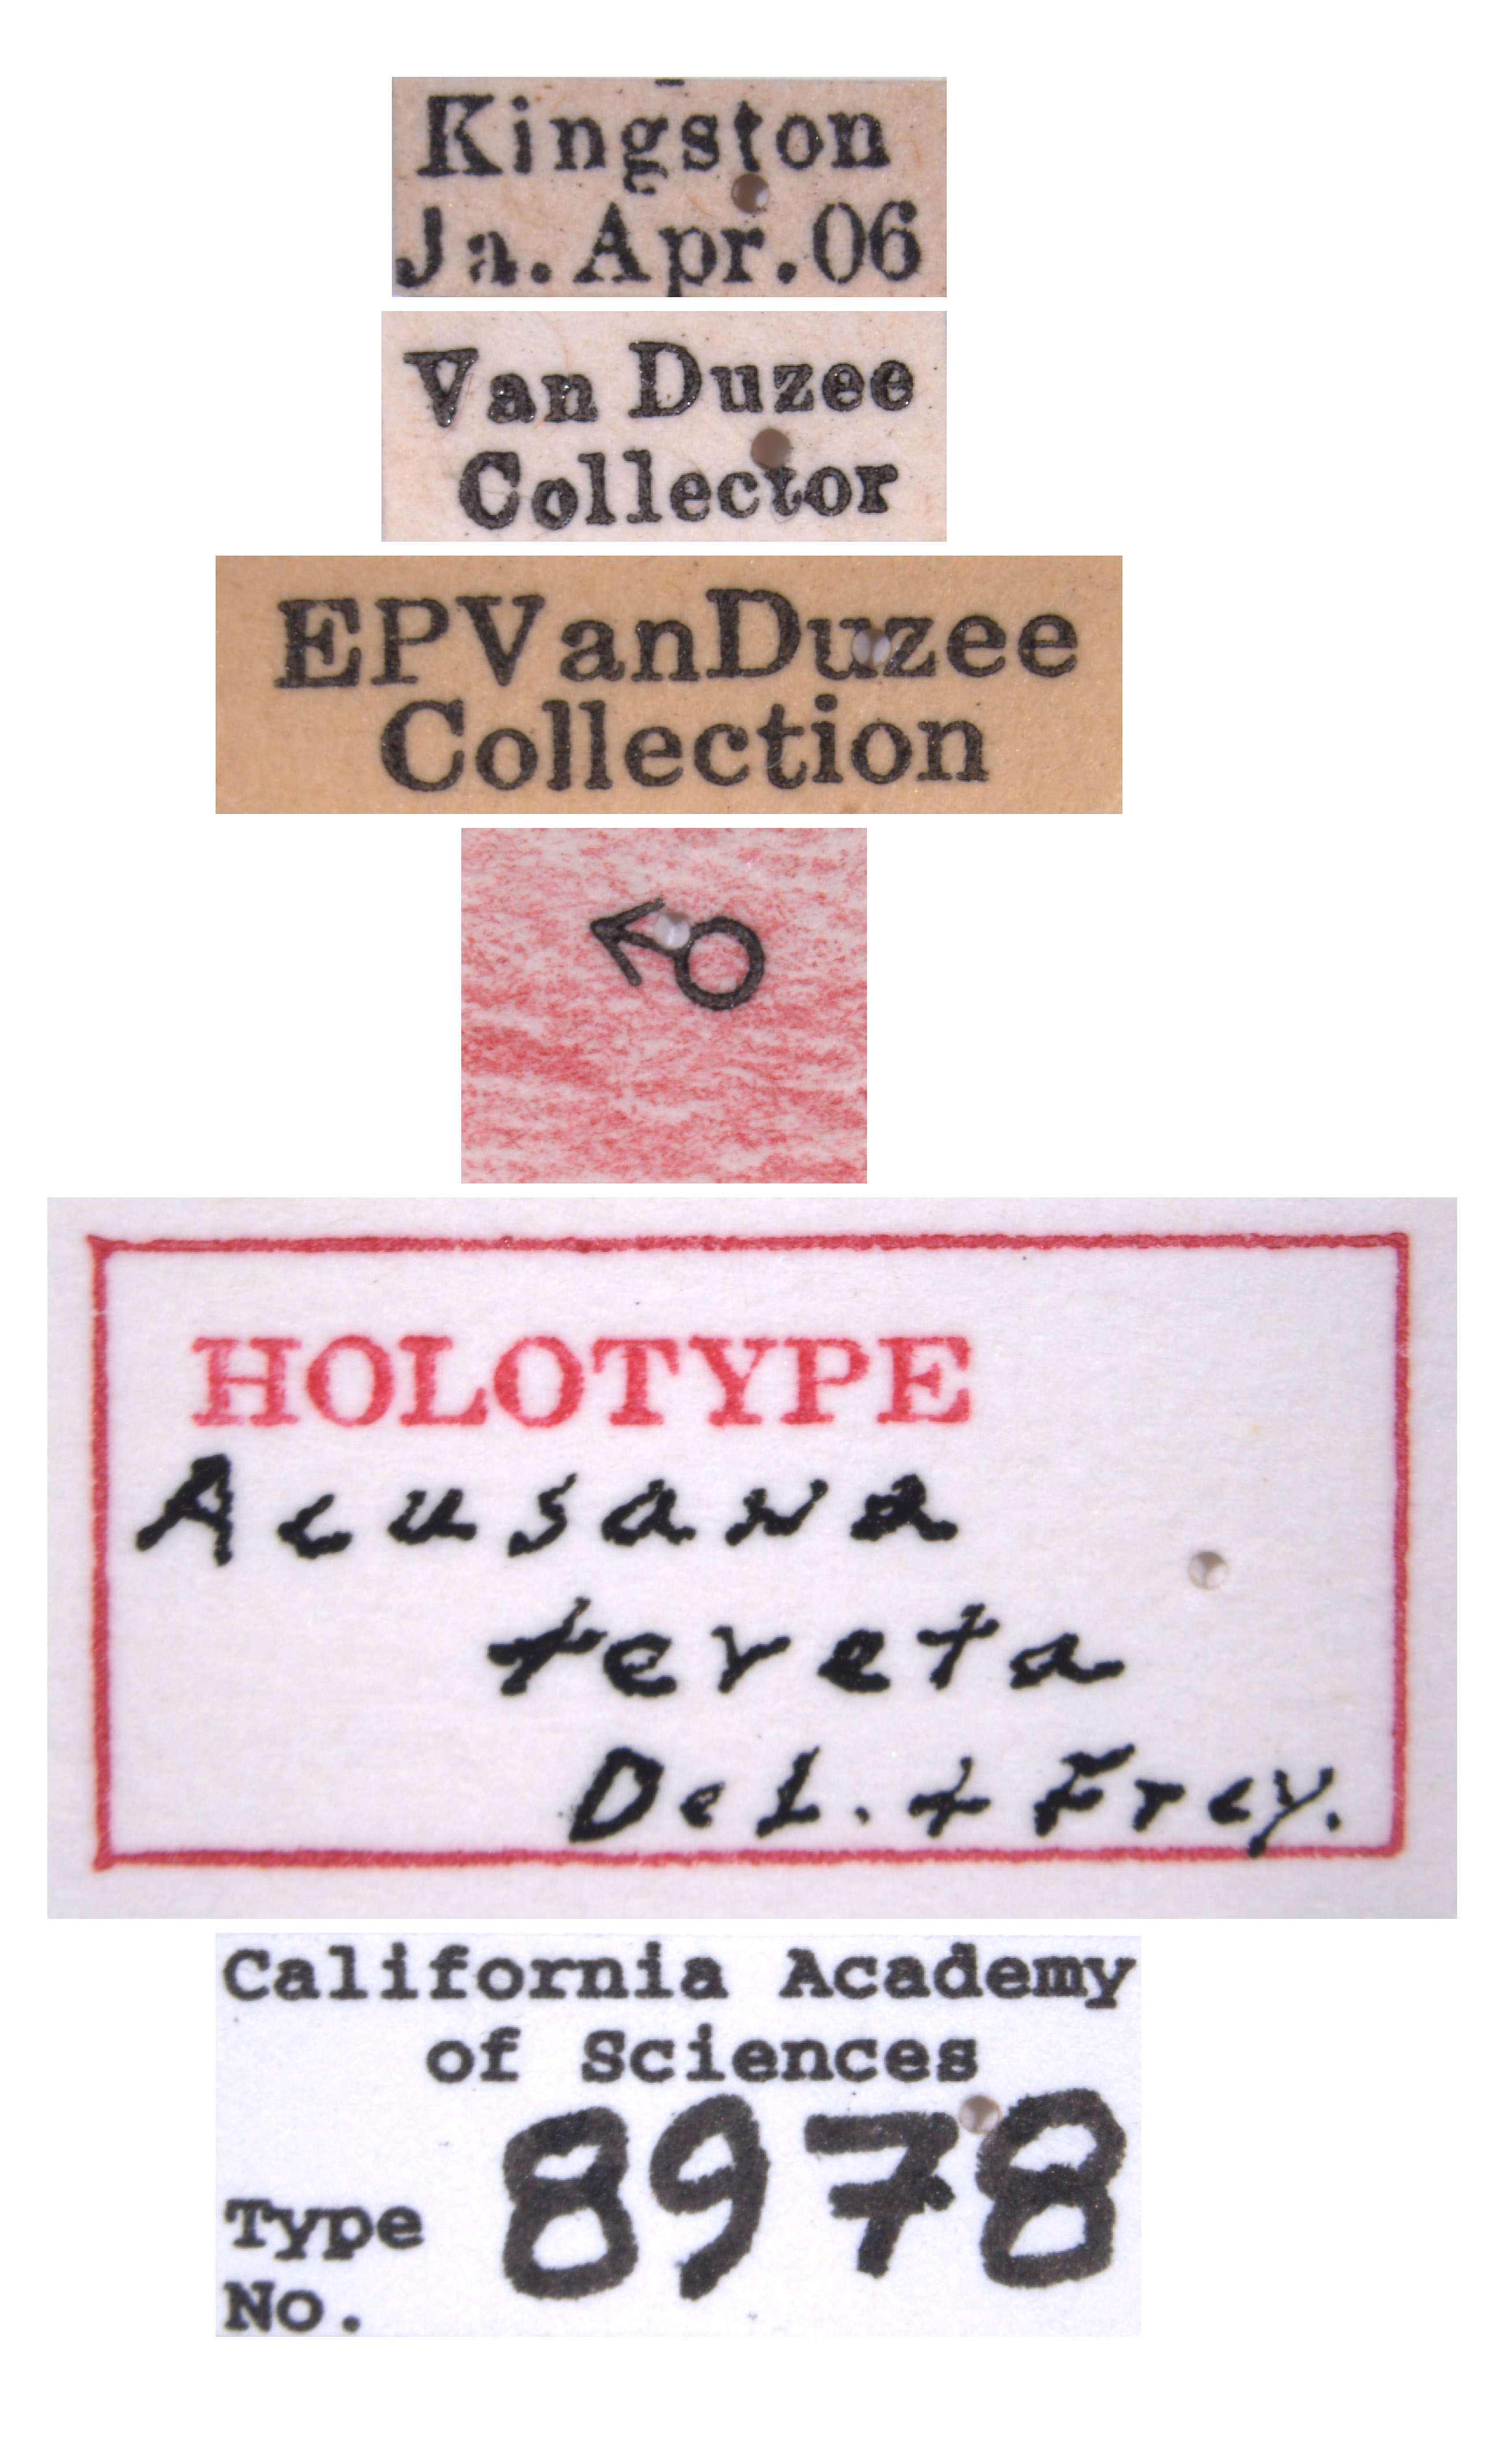 Kingston
Ja. Apr. 06
Van Duzee
Collector
EPVanDuzee
Collection
♂
HOLOTYPE
Acusana
tereta
DeL. + Frey.
California Academy
of Sciences
Type
No. 8978